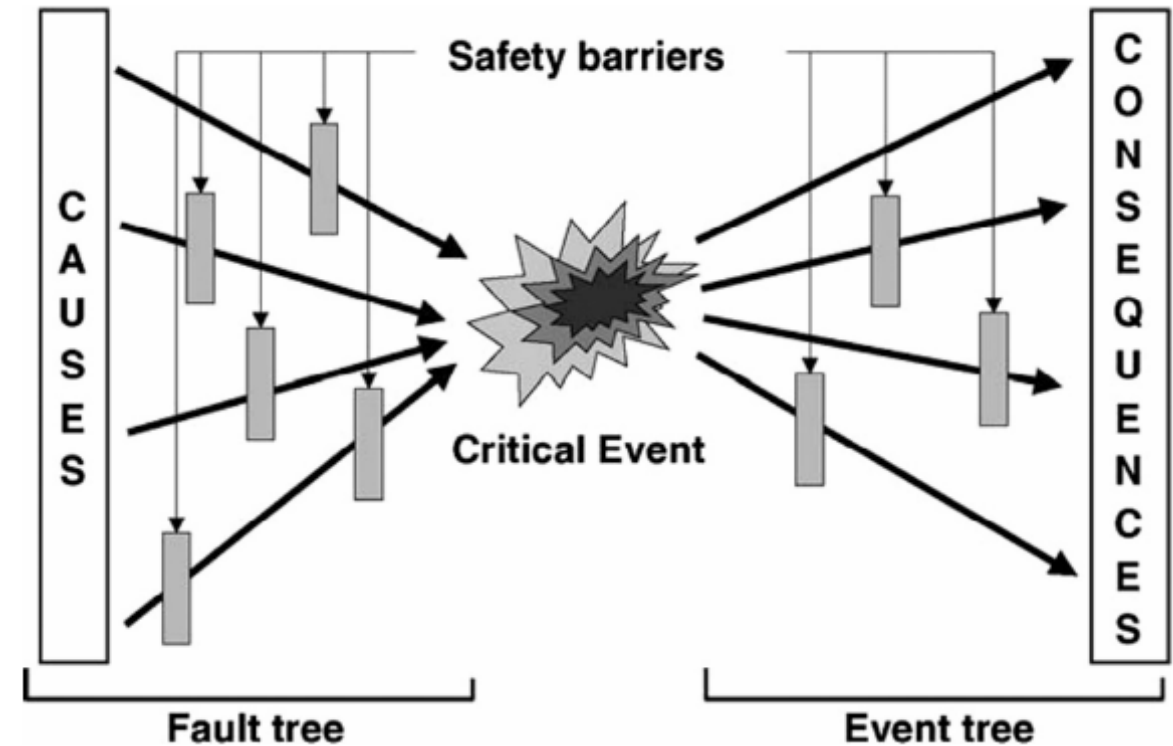 Safety barriers
CAUSES
Critical Event
CONSEQUENCES
Fault tree
Event tree